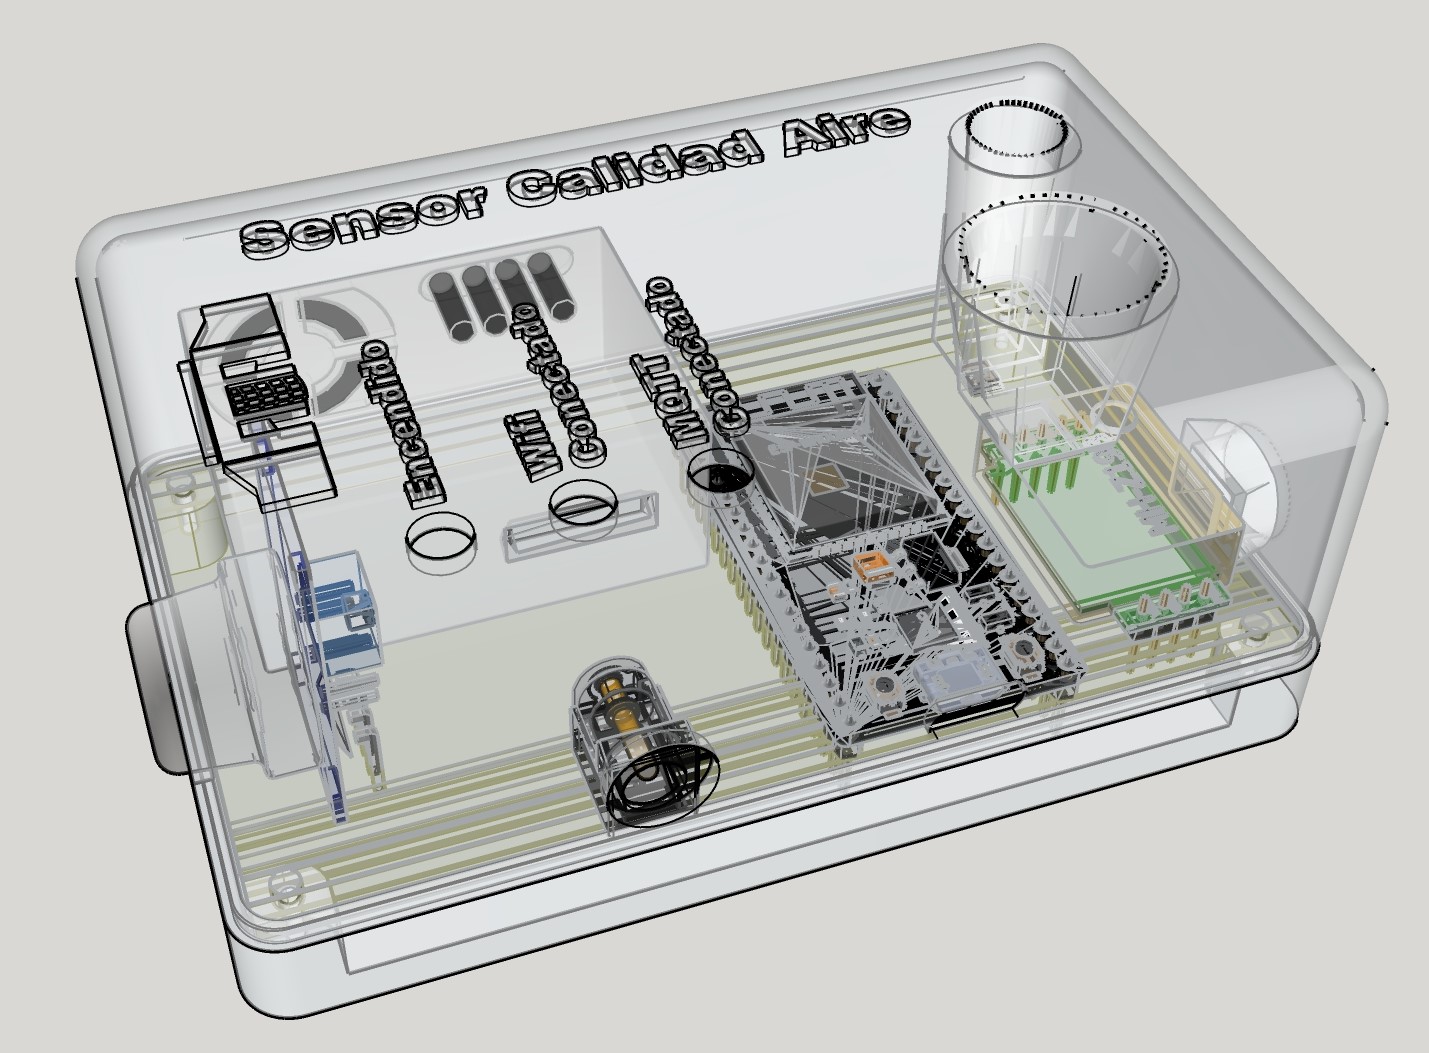 Sensor Calidad Aire
Encendido
Wifi
Conectado
MQTT
Conectado